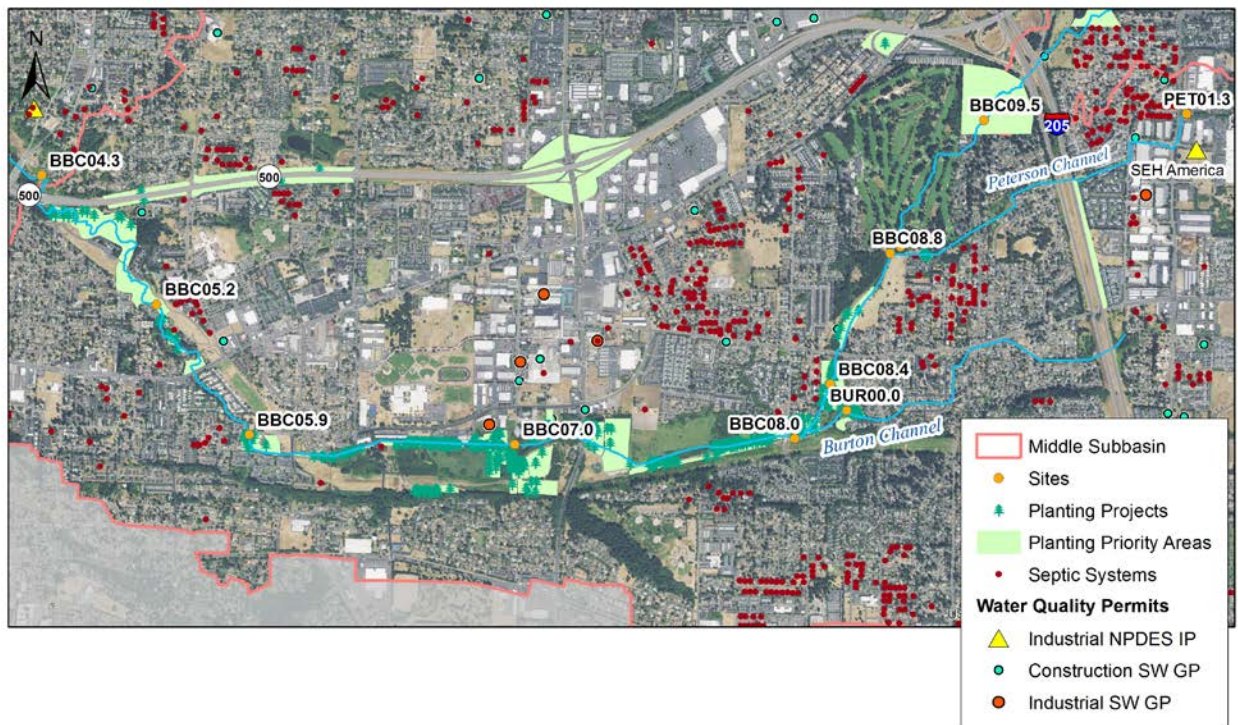 N
BBC04.3
500
500
BBC05.2
BBC05.9
BBC07.0
BBC08.0
BBC08.4
BUR00.0
Burton Channel
BBC08.8
BBC09.5
205
Peterson Channel
PET01.3
SEH America
Middle Subbasin
Sites
Planting Projects
Planting Priority Areas
Septic Systems
Water Quality Permits
Industrial NPDES IP
Construction SW GP
Industrial SW GP